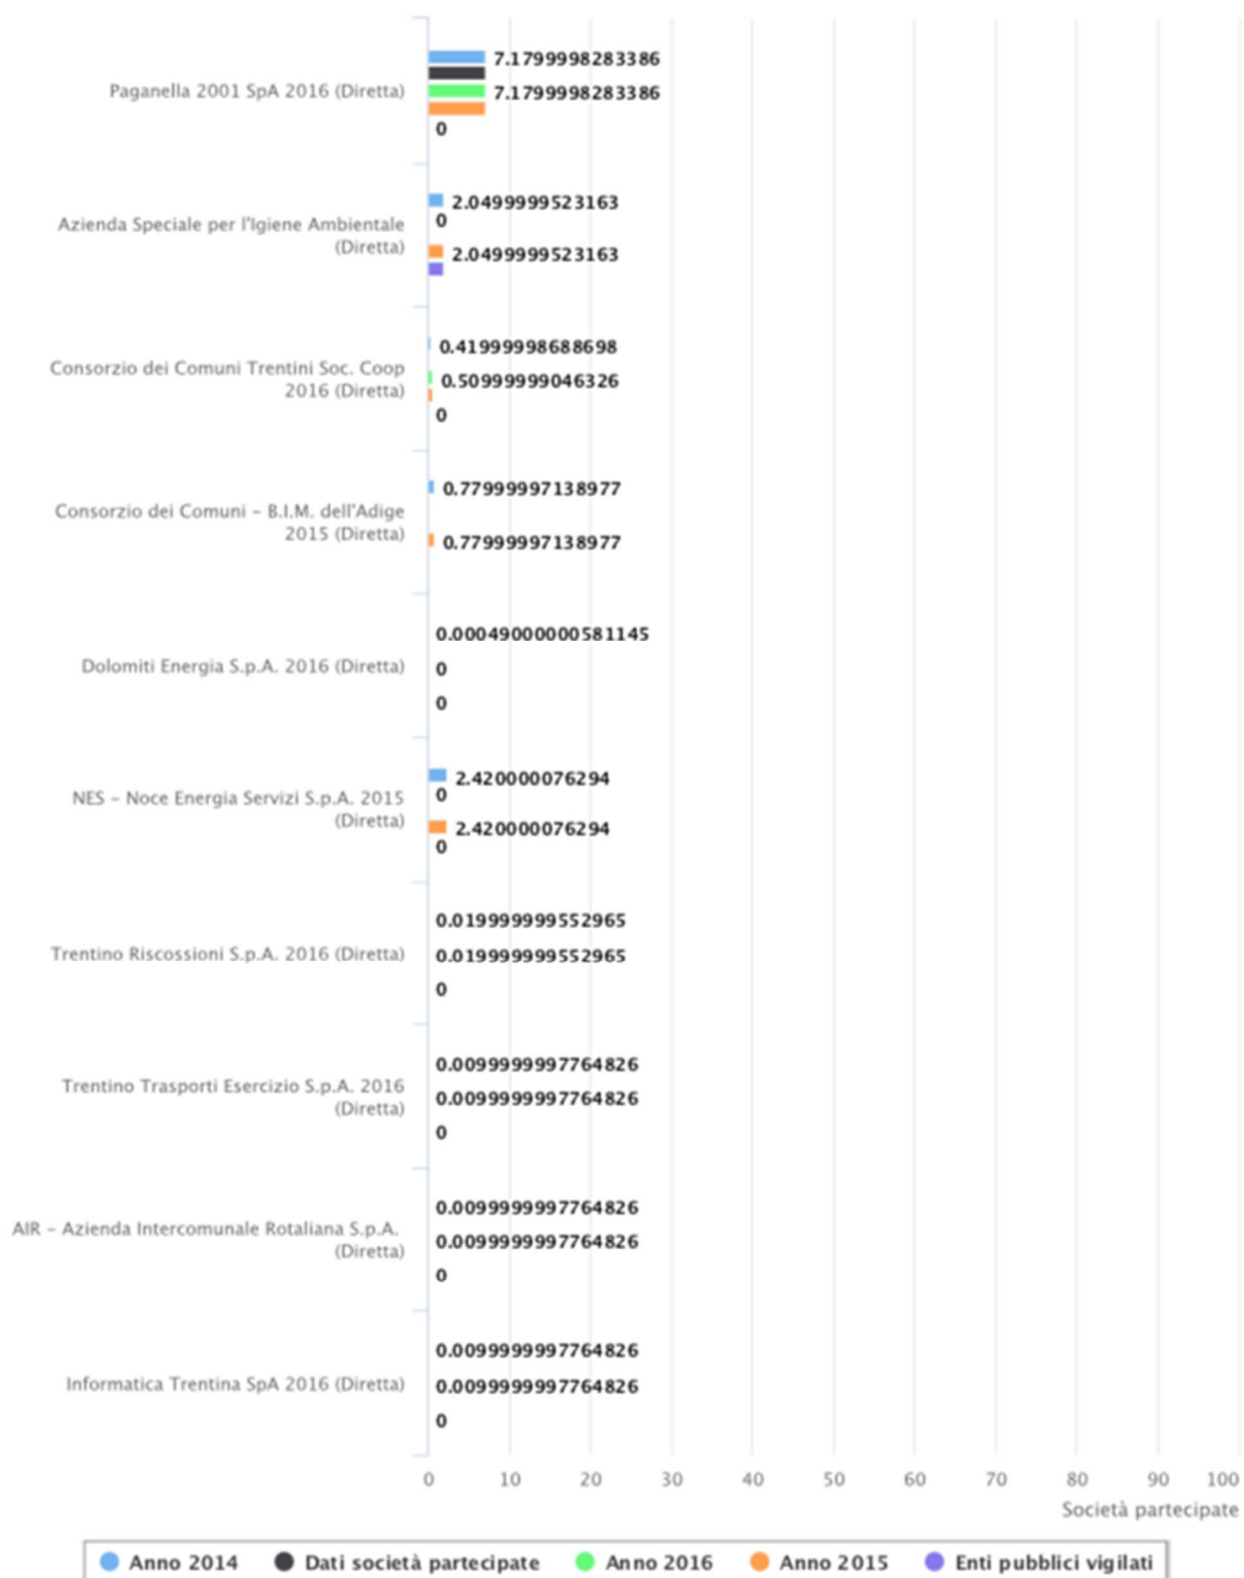 7.1799998283386
Paganella 2001 SpA 2016 (Diretta)
7.1799998283386
0
2.0499999523163
Azienda Speciale per l'Igiene Ambientale
(Diretta)
0
2.0499999523163
0.41999998688698
Consorzio dei Comuni Trentini Soc. Coop
2016 (Diretta)
0.50999999046326
0
0.77999997138977
Consorzio dei Comuni – B.I.M. dell'Adige
2015 (Diretta)
0.77999997138977
0.00049000000581145
Dolomiti Energia S.p.A. 2016 (Diretta)
0
0
2.420000076294
NES – Noce Energia Servizi S.p.A. 2015
(Diretta)
0
2.420000076294
0
0.019999999552965
Trentino Riscossioni S.p.A. 2016 (Diretta)
0.019999999552965
0
0.0099999997764826
Trentino Trasporti Esercizio S.p.A. 2016
(Diretta)
0.0099999997764826
0
0.0099999997764826
AIR – Azienda Intercomunale Rotaliana S.p.A.
(Diretta)
0.0099999997764826
0
0.0099999997764826
Informatica Trentina SpA 2016 (Diretta)
0.0099999997764826
0
0 10 20 30 40 50 60 70 80 90 100
Società partecipate
Anno 2014 Dati società partecipate Anno 2016 Anno 2015 Enti pubblici vigilati